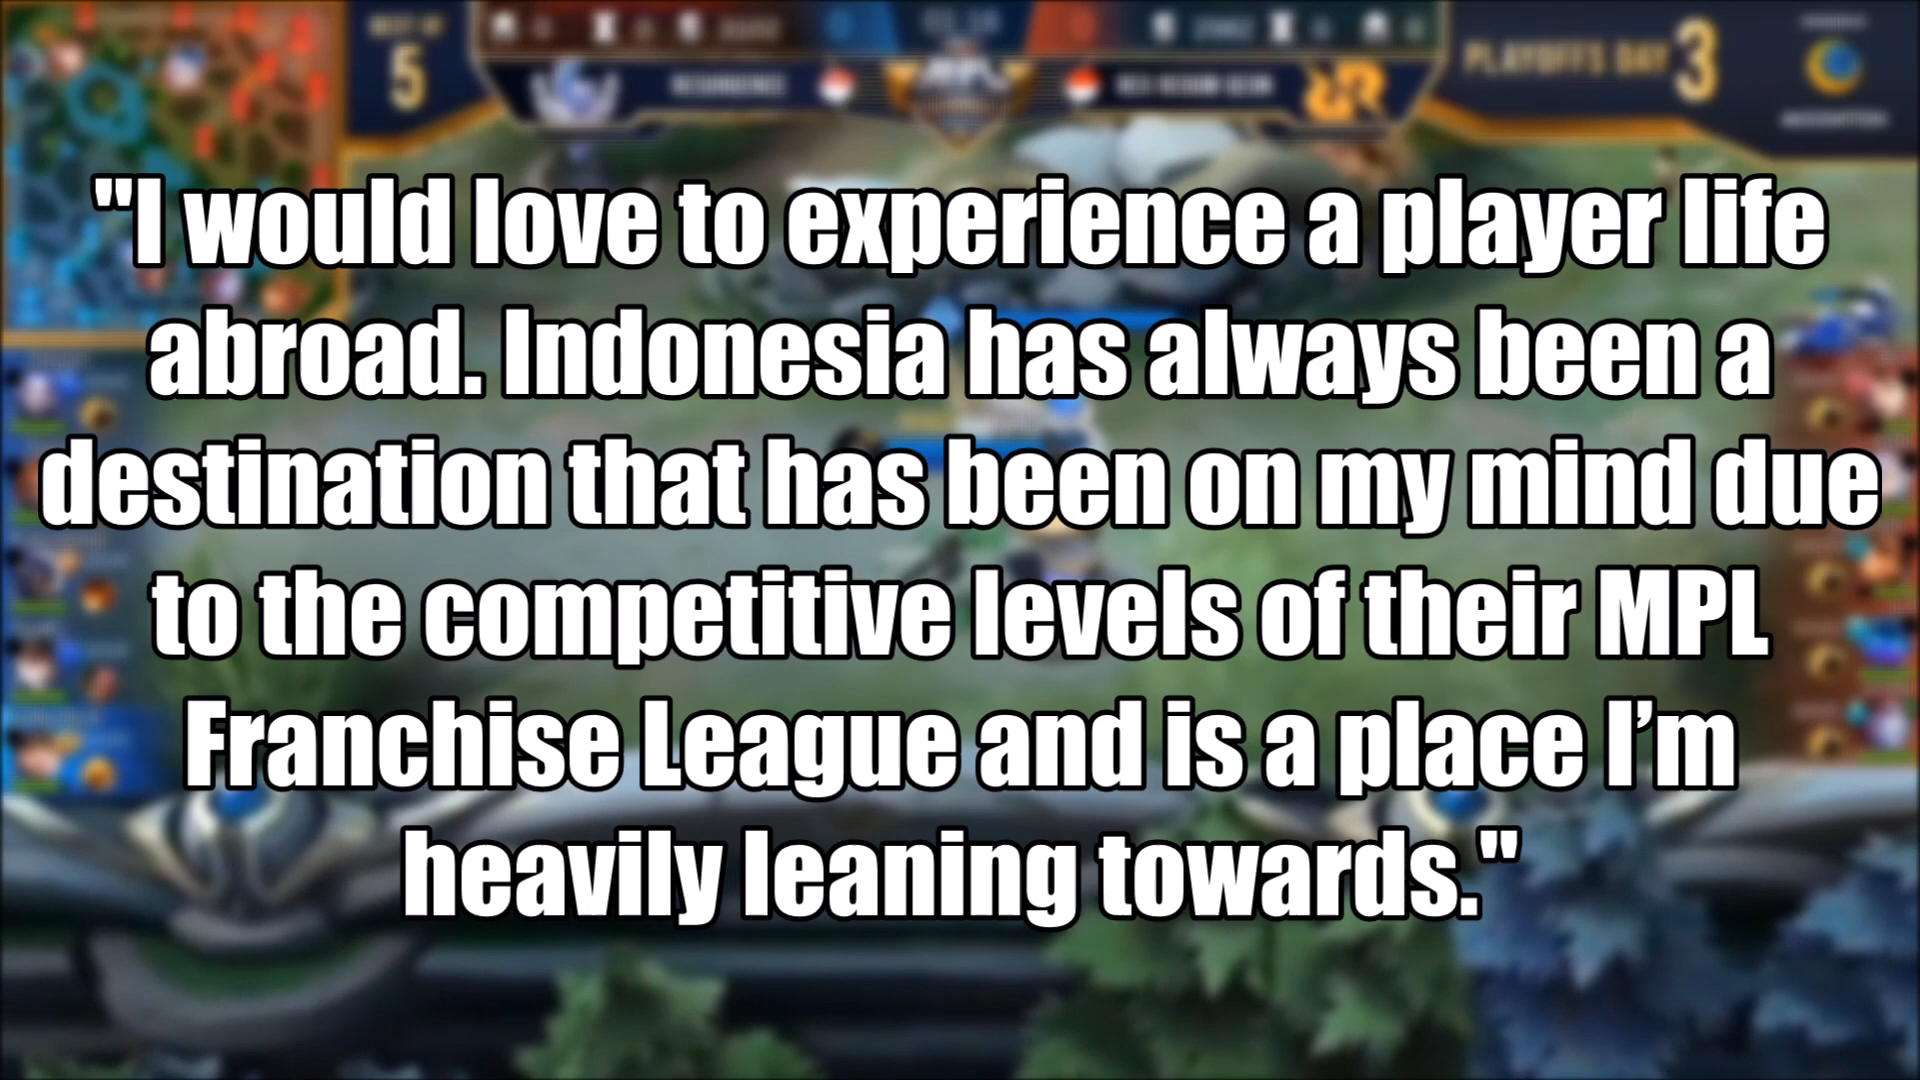 BEST OF
5
MPL
PLAYOFFS DAY 3
"I would love to experience a player life
abroad. Indonesia has always been a
destination that has been on my mind due
to the competitive levels of their MPL
Franchise League and is a place I’m
heavily leaning towards."